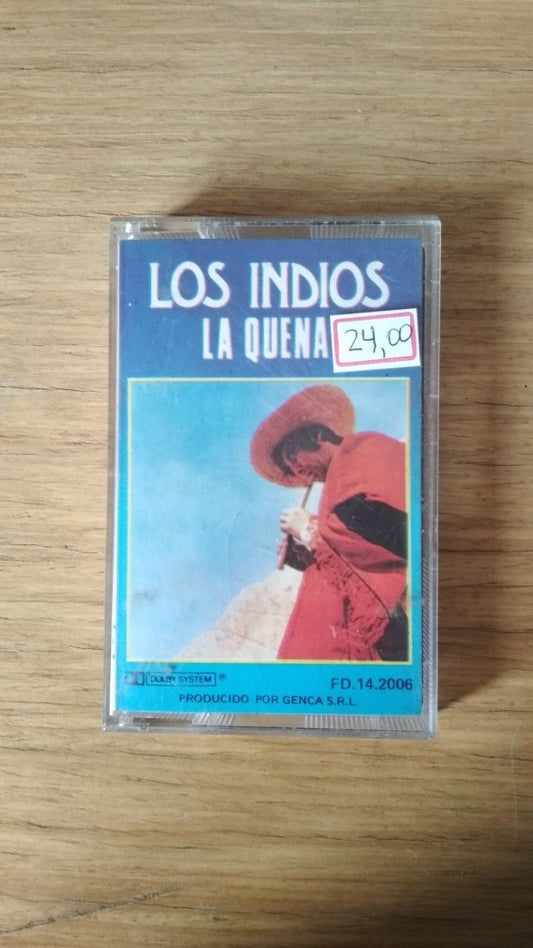 LOS INDIOS
LA QUENA
24,00
DOLBY SYSTEM ®
FD.14.2006
PRODUCIDO POR GENCA S.R.L